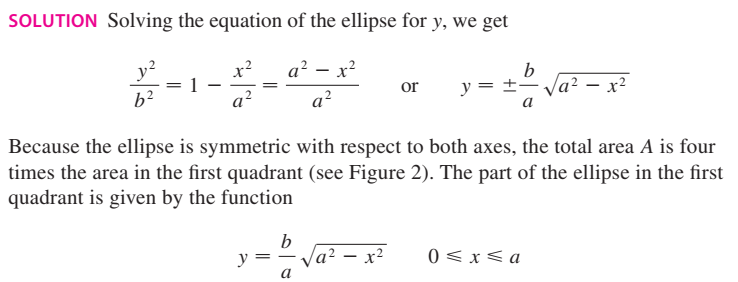 SOLUTION Solving the equation of the ellipse for y, we get
y²/b² = 1 − x²/a² = (a² − x²)/a² or y = ±(b/a)√(a² − x²)
Because the ellipse is symmetric with respect to both axes, the total area A is four
times the area in the first quadrant (see Figure 2). The part of the ellipse in the first
quadrant is given by the function
y = (b/a)√(a² − x²) 0 ≤ x ≤ a